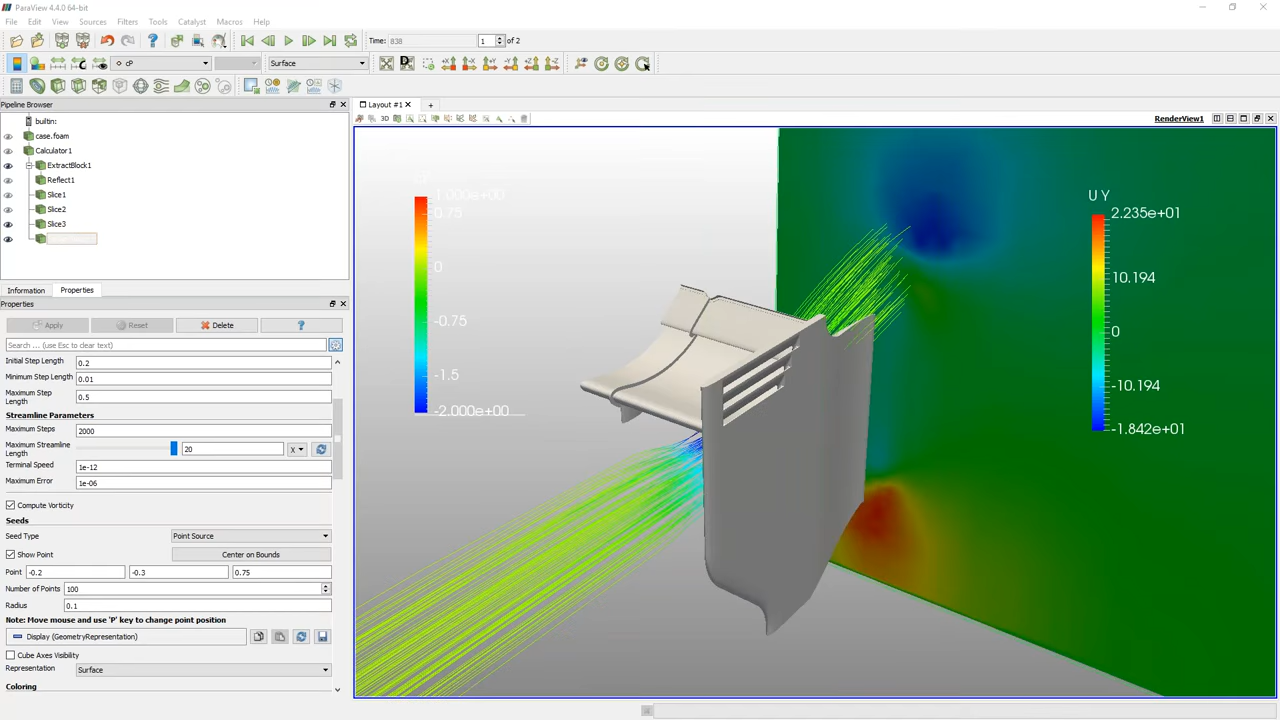 ParaView 4.4.0 64-bit
File Edit View Sources Filters Tools Catalyst Macros Help
Time: 838 1 of 2
cP Surface
Pipeline Browser
Layout #1
3D RenderView1
builtin:
case.foam
Calculator1
ExtractBlock1
Reflect1
Slice1
Slice2
Slice3
Information Properties
Properties
Apply Reset Delete ?
Search ... (use Esc to clear text)
Initial Step Length 0.2
Minimum Step Length 0.01
Maximum Step Length 0.5
Streamline Parameters
Maximum Steps 2000
Maximum Streamline Length 20 X
Terminal Speed 1e-12
Maximum Error 1e-06
Compute Vorticity
Seeds
Seed Type Point Source
Show Point Center on Bounds
Point -0.2 -0.3 0.75
Number of Points 100
Radius 0.1
Note: Move mouse and use 'P' key to change point position
Display (GeometryRepresentation)
Cube Axes Visibility
Representation Surface
Coloring
1.000e+00
0.75
0
-0.75
-1.5
-2.000e+00
U Y
2.235e+01
10.194
0
-10.194
-1.842e+01